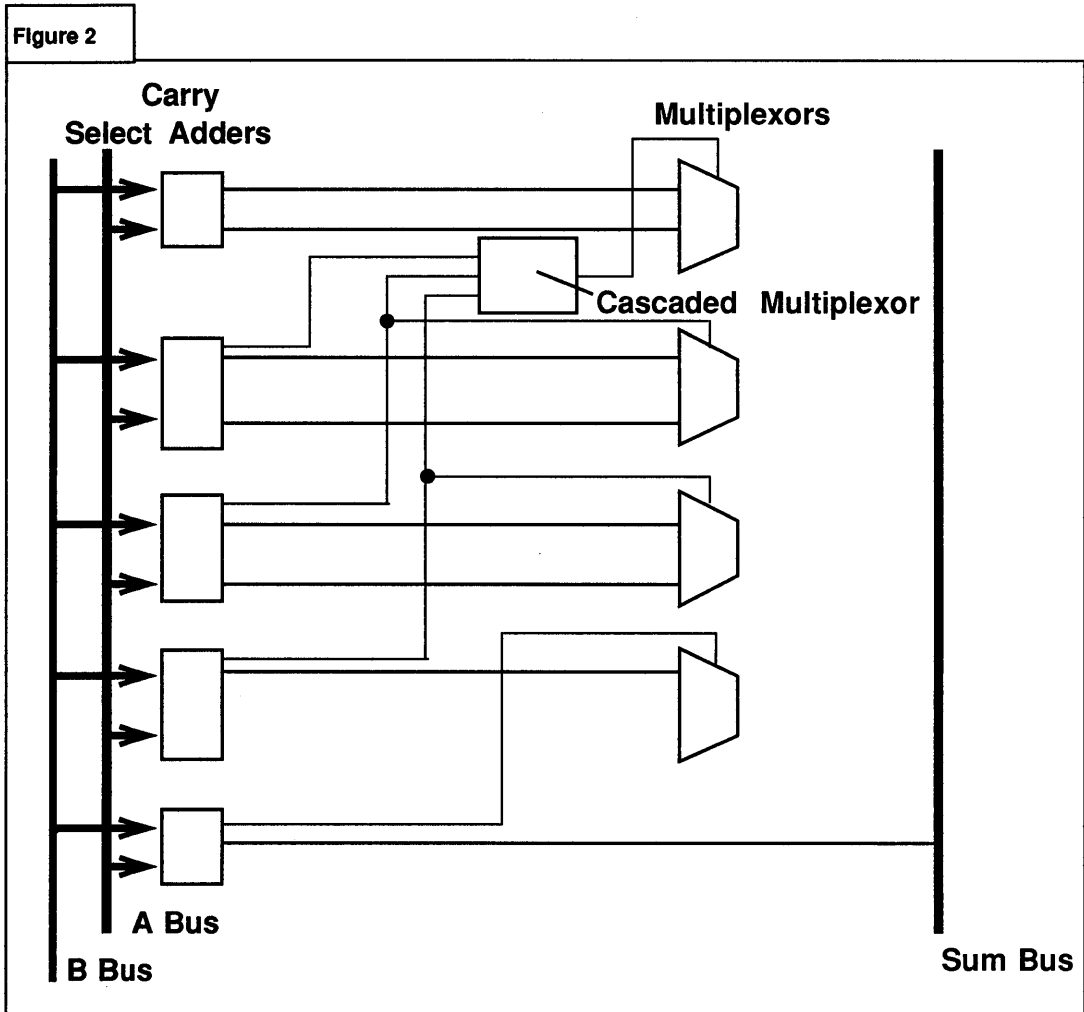 Figure 2
Carry
Select Adders
Multiplexors
Cascaded Multiplexor
A Bus
B Bus
Sum Bus